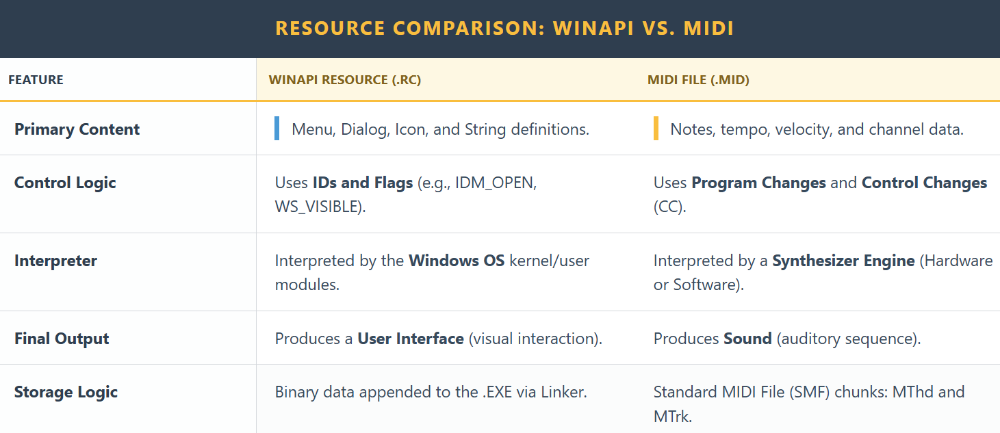 RESOURCE COMPARISON: WINAPI VS. MIDI
FEATURE
WINAPI RESOURCE (.RC)
MIDI FILE (.MID)
Primary Content
Menu, Dialog, Icon, and String definitions.
Notes, tempo, velocity, and channel data.
Control Logic
Uses IDs and Flags (e.g., IDM_OPEN,
WS_VISIBLE).
Uses Program Changes and Control Changes
(CC).
Interpreter
Interpreted by the Windows OS kernel/user
modules.
Interpreted by a Synthesizer Engine (Hardware
or Software).
Final Output
Produces a User Interface (visual interaction).
Produces Sound (auditory sequence).
Storage Logic
Binary data appended to the .EXE via Linker.
Standard MIDI File (SMF) chunks: MThd and
MTrk.